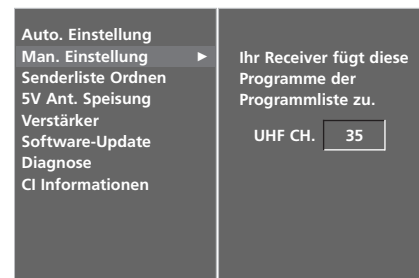 Auto. Einstellung
Man. Einstellung ►
Senderliste Ordnen
5V Ant. Speisung
Verstärker
Software-Update
Diagnose
CI Informationen
Ihr Receiver fügt diese
Programme der
Programmliste zu.
UHF CH. 35